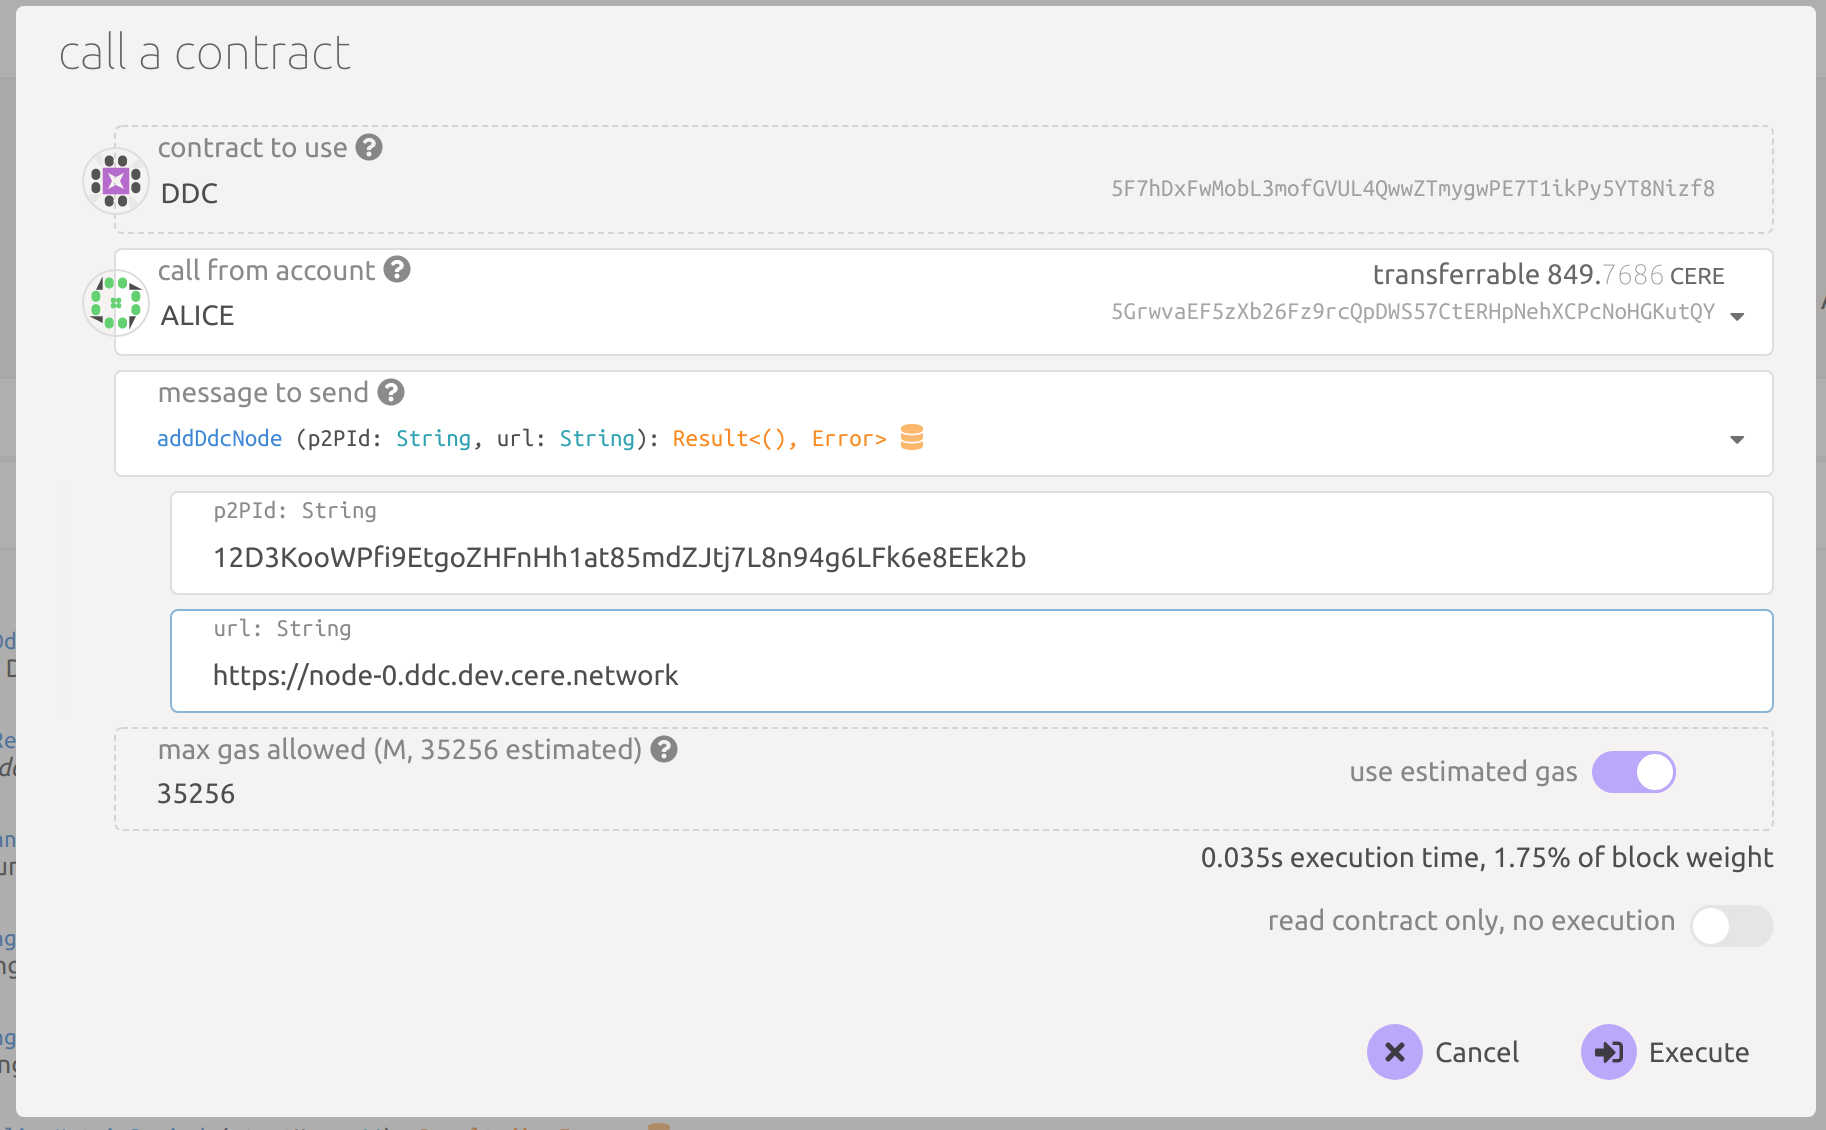 call a contract
contract to use
DDC
5F7hDxFwMobL3mofGVUL4QwwZTmygwPE7T1ikPy5YT8Nizf8
call from account
transferrable 849.7686 CERE
ALICE
5GrwvaEF5zXb26Fz9rcQpDWS57CtERHpNehXCPcNoHGKutQY
message to send
addDdcNode (p2PId: String, url: String): Result<(), Error>
p2PId: String
12D3KooWPfi9EtgoZHFnHh1at85mdZJtj7L8n94g6LFk6e8EEk2b
url: String
https://node-0.ddc.dev.cere.network
max gas allowed (M, 35256 estimated)
35256
use estimated gas
0.035s execution time, 1.75% of block weight
read contract only, no execution
Cancel
Execute